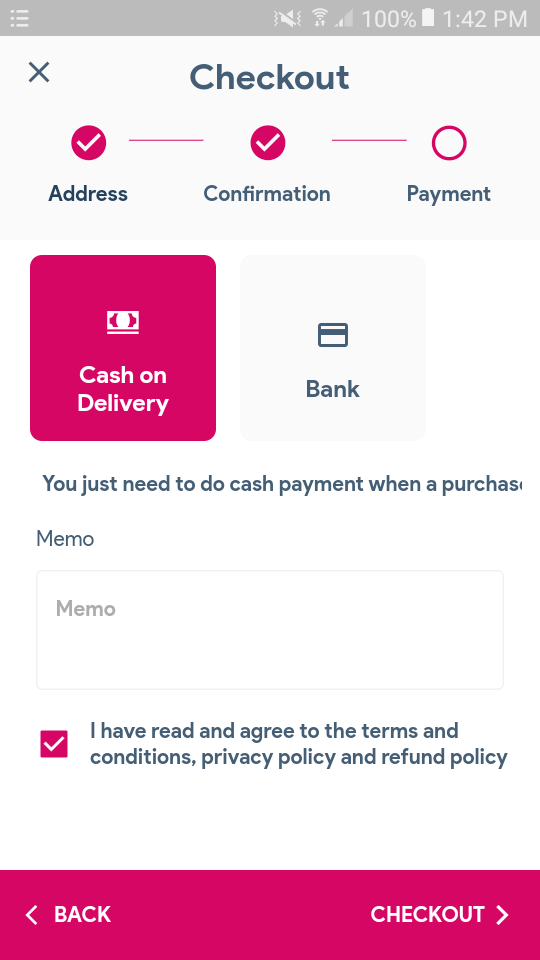 100% 1:42 PM
Checkout
Address Confirmation Payment
Cash on
Delivery
Bank
You just need to do cash payment when a purchase
Memo
Memo
I have read and agree to the terms and
conditions, privacy policy and refund policy
BACK CHECKOUT